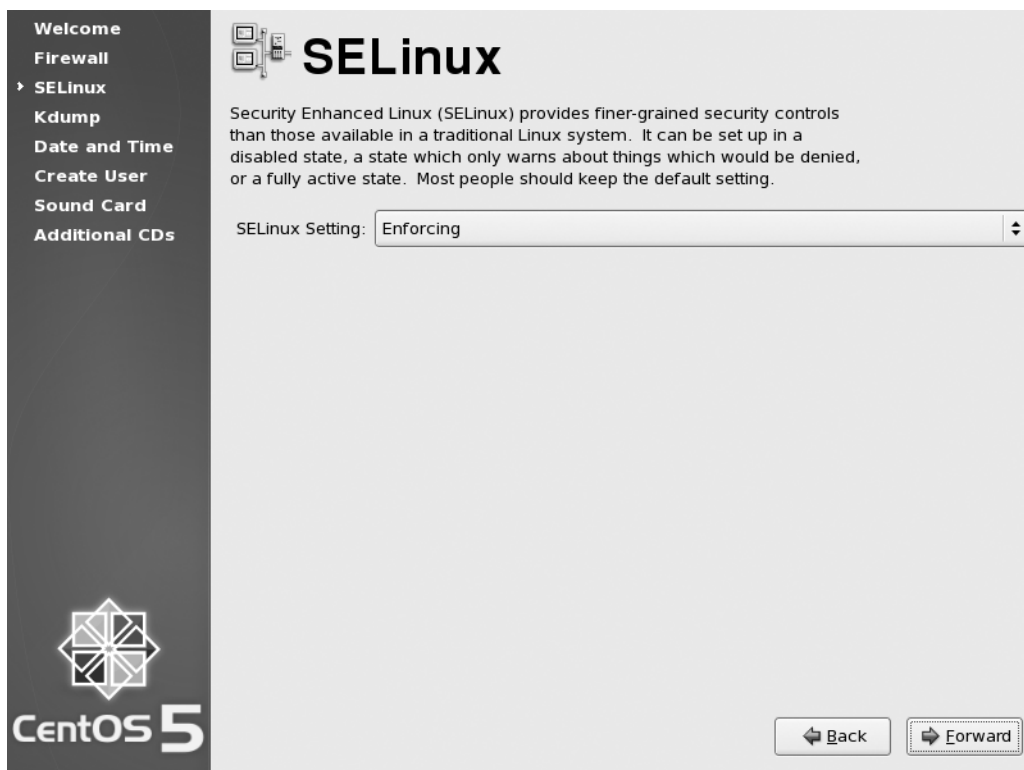 Welcome
Firewall
SELinux
Kdump
Date and Time
Create User
Sound Card
Additional CDs
SELinux
Security Enhanced Linux (SELinux) provides finer-grained security controls
than those available in a traditional Linux system.  It can be set up in a
disabled state, a state which only warns about things which would be denied,
or a fully active state.  Most people should keep the default setting.
SELinux Setting: Enforcing
CentOS 5
Back
Forward